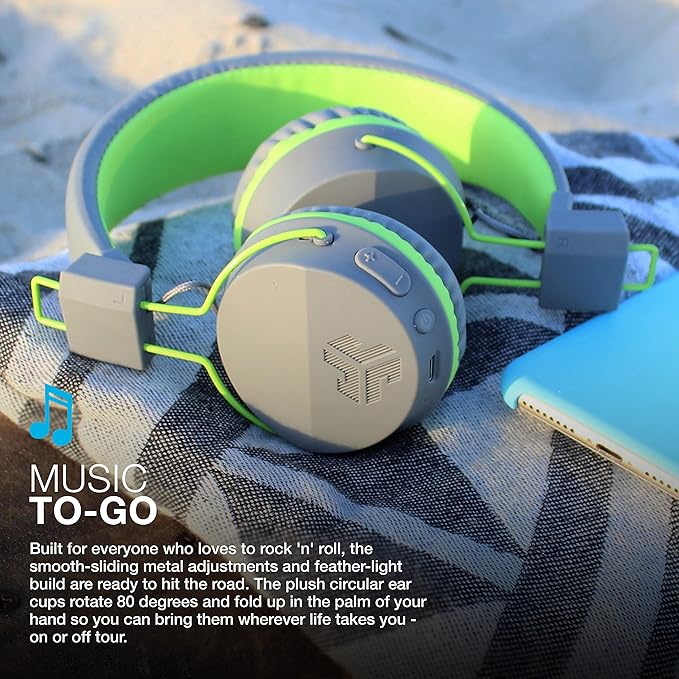 L
R
+
-
MUSIC
TO-GO
Built for everyone who loves to rock 'n' roll, the
smooth-sliding metal adjustments and feather-light
build are ready to hit the road. The plush circular ear
cups rotate 80 degrees and fold up in the palm of your
hand so you can bring them wherever life takes you -
on or off tour.